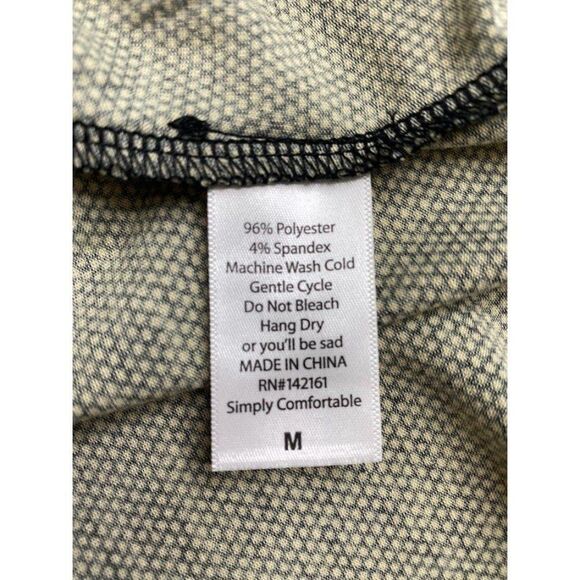 96% Polyester
4% Spandex
Machine Wash Cold
Gentle Cycle
Do Not Bleach
Hang Dry
or you'll be sad
MADE IN CHINA
RN#142161
Simply Comfortable
M